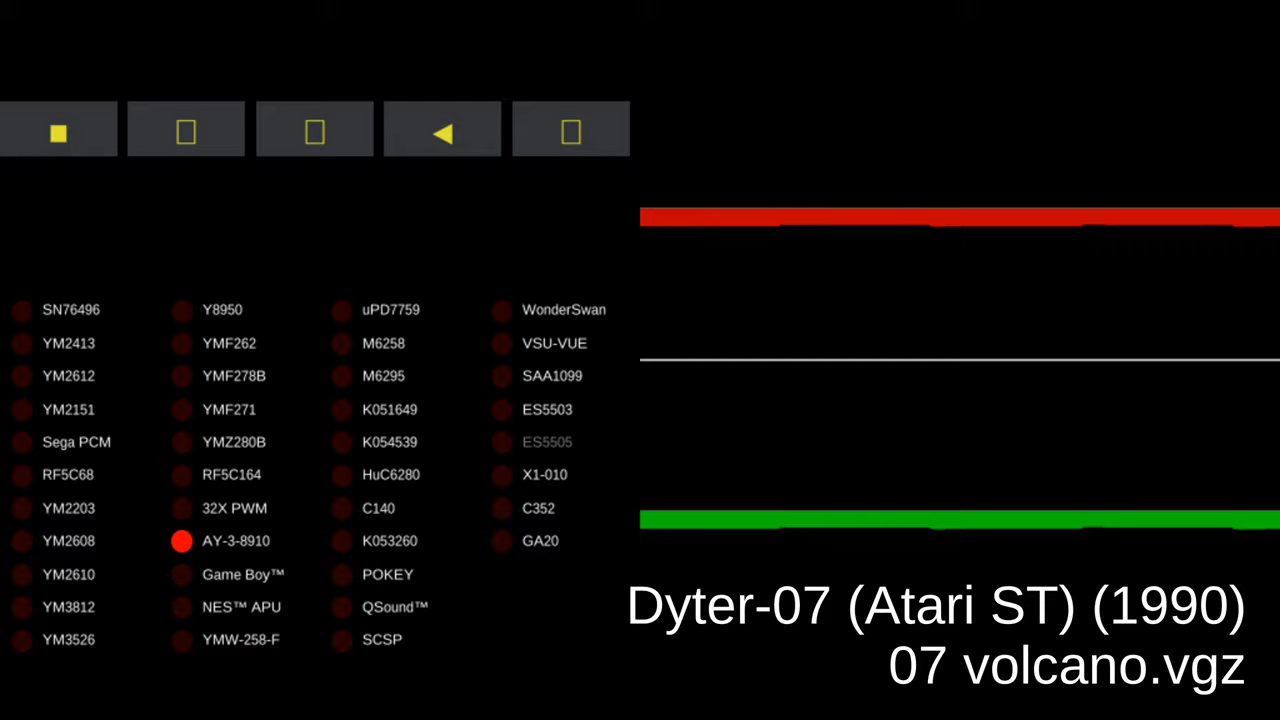 SN76496
Y8950
uPD7759
WonderSwan
YM2413
YMF262
M6258
VSU-VUE
YM2612
YMF278B
M6295
SAA1099
YM2151
YMF271
K051649
ES5503
Sega PCM
YMZ280B
K054539
ES5505
RF5C68
RF5C164
HuC6280
X1-010
YM2203
32X PWM
C140
C352
YM2608
AY-3-8910
K053260
GA20
YM2610
Game Boy™
POKEY
YM3812
NES™ APU
QSound™
YM3526
YMW-258-F
SCSP
Dyter-07 (Atari ST) (1990)
07 volcano.vgz